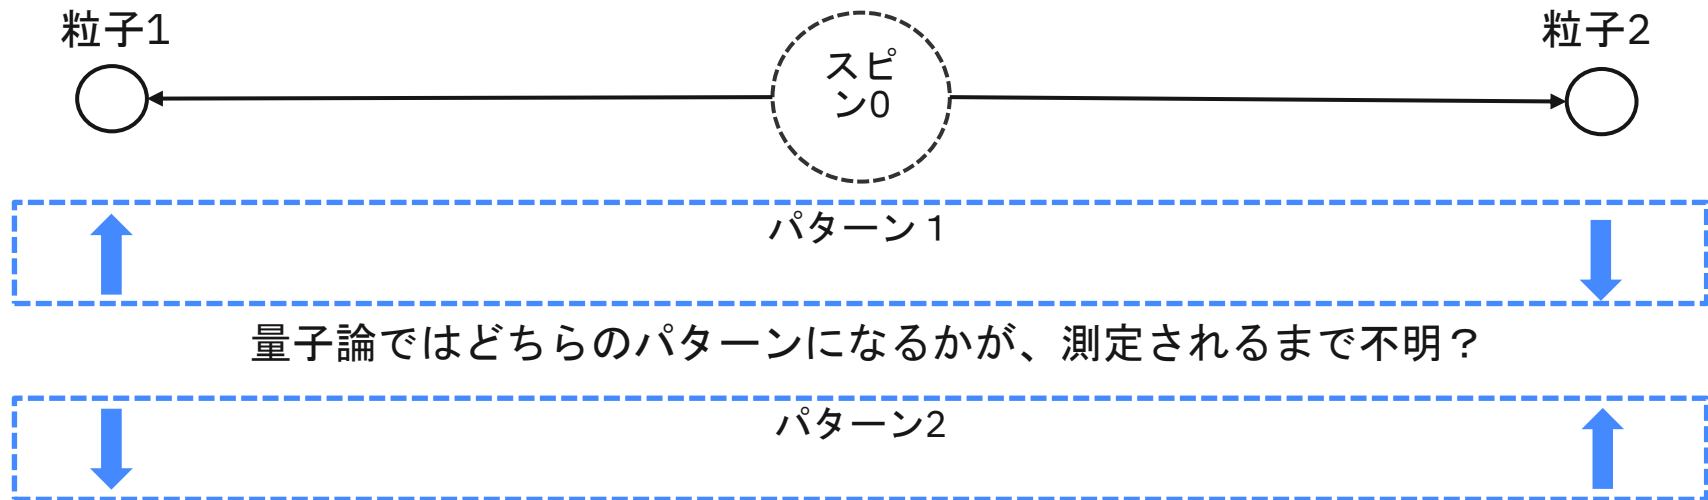 粒子1
スピ
ン0
粒子2
パターン 1
量子論ではどちらのパターンになるかが、測定されるまで不明？
パターン2